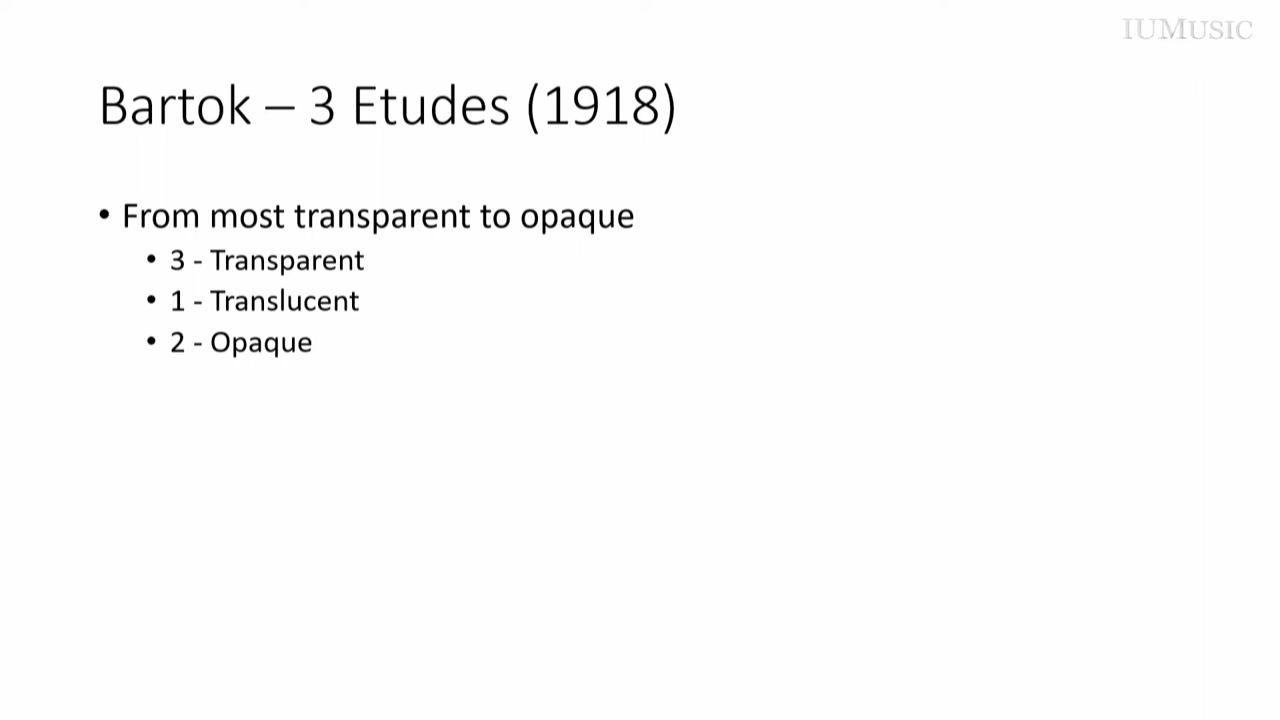 IUMUSIC
Bartok – 3 Etudes (1918)
• From most transparent to opaque
• 3 - Transparent
• 1 - Translucent
• 2 - Opaque